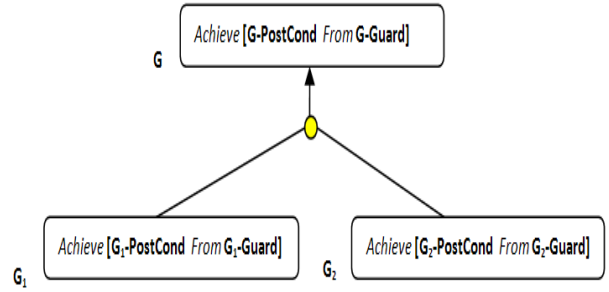 Achieve [G-PostCond From G-Guard]
G
Achieve [G₁-PostCond From G₁-Guard]
G₁
Achieve [G₂-PostCond From G₂-Guard]
G₂